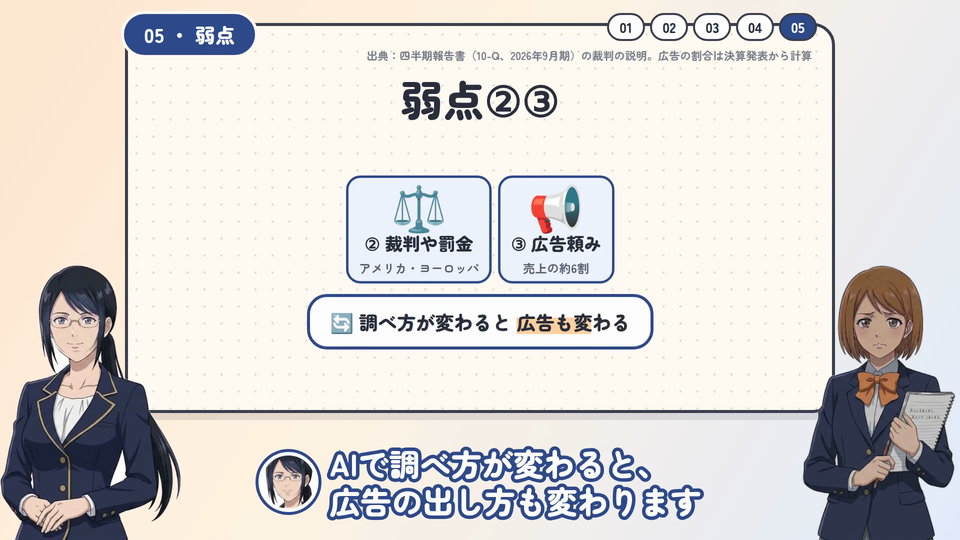 05・弱点
01 02 03 04 05
出典：四半期報告書（10-Q、2026年9月期）の裁判の説明。広告の割合は決算発表から計算
弱点②③
② 裁判や罰金
アメリカ・ヨーロッパ
③ 広告頼み
売上の約6割
調べ方が変わると 広告も変わる
AIで調べ方が変わると、
広告の出し方も変わります